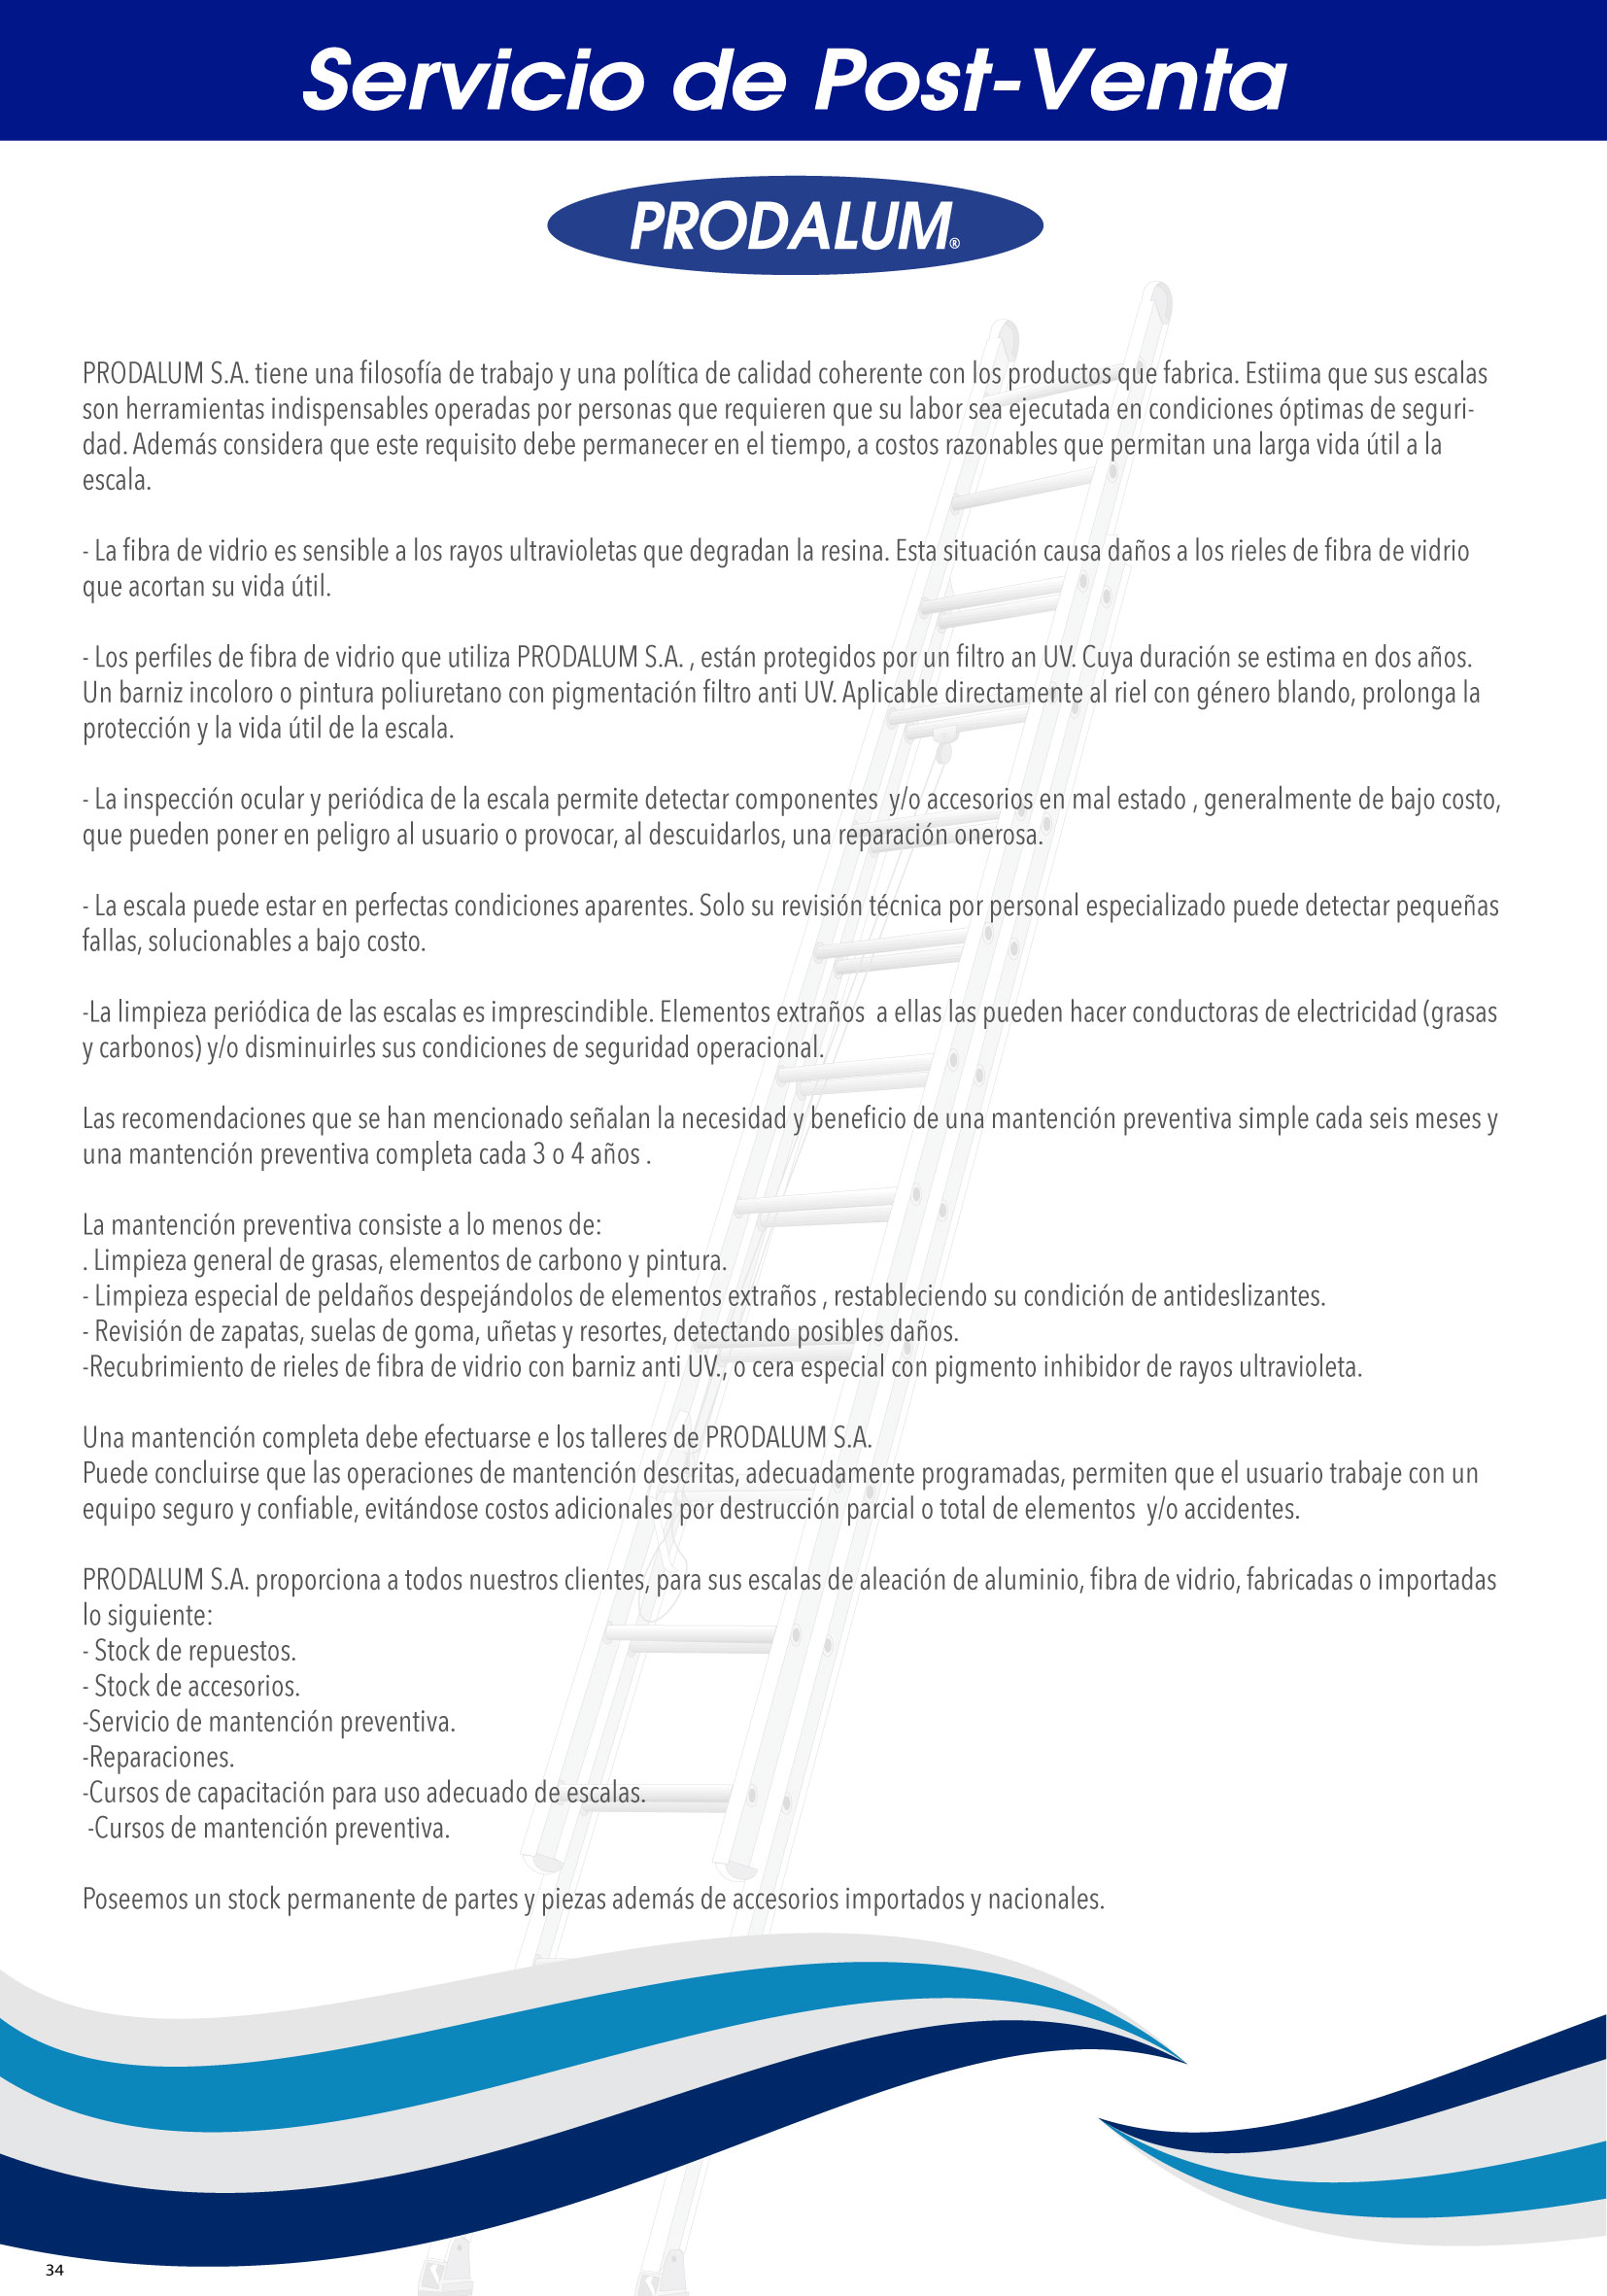 Servicio de Post-Venta
PRODALUM®
PRODALUM S.A. tiene una filosofía de trabajo y una política de calidad coherente con los productos que fabrica. Estiima que sus escalas
son herramientas indispensables operadas por personas que requieren que su labor sea ejecutada en condiciones óptimas de seguri-
dad. Además considera que este requisito debe permanecer en el tiempo, a costos razonables que permitan una larga vida útil a la
escala.
- La fibra de vidrio es sensible a los rayos ultravioletas que degradan la resina. Esta situación causa daños a los rieles de fibra de vidrio
que acortan su vida útil.
- Los perfiles de fibra de vidrio que utiliza PRODALUM S.A. , están protegidos por un filtro an UV. Cuya duración se estima en dos años.
Un barniz incoloro o pintura poliuretano con pigmentación filtro anti UV. Aplicable directamente al riel con género blando, prolonga la
protección y la vida útil de la escala.
- La inspección ocular y periódica de la escala permite detectar componentes  y/o accesorios en mal estado , generalmente de bajo costo,
que pueden poner en peligro al usuario o provocar, al descuidarlos, una reparación onerosa.
- La escala puede estar en perfectas condiciones aparentes. Solo su revisión técnica por personal especializado puede detectar pequeñas
fallas, solucionables a bajo costo.
-La limpieza periódica de las escalas es imprescindible. Elementos extraños  a ellas las pueden hacer conductoras de electricidad (grasas
y carbonos) y/o disminuirles sus condiciones de seguridad operacional.
Las recomendaciones que se han mencionado señalan la necesidad y beneficio de una mantención preventiva simple cada seis meses y
una mantención preventiva completa cada 3 o 4 años .
La mantención preventiva consiste a lo menos de:
. Limpieza general de grasas, elementos de carbono y pintura.
- Limpieza especial de peldaños despejándolos de elementos extraños , restableciendo su condición de antideslizantes.
- Revisión de zapatas, suelas de goma, uñetas y resortes, detectando posibles daños.
-Recubrimiento de rieles de fibra de vidrio con barniz anti UV., o cera especial con pigmento inhibidor de rayos ultravioleta.
Una mantención completa debe efectuarse e los talleres de PRODALUM S.A.
Puede concluirse que las operaciones de mantención descritas, adecuadamente programadas, permiten que el usuario trabaje con un
equipo seguro y confiable, evitándose costos adicionales por destrucción parcial o total de elementos  y/o accidentes.
PRODALUM S.A. proporciona a todos nuestros clientes, para sus escalas de aleación de aluminio, fibra de vidrio, fabricadas o importadas
lo siguiente:
- Stock de repuestos.
- Stock de accesorios.
-Servicio de mantención preventiva.
-Reparaciones.
-Cursos de capacitación para uso adecuado de escalas.
-Cursos de mantención preventiva.
Poseemos un stock permanente de partes y piezas además de accesorios importados y nacionales.
34